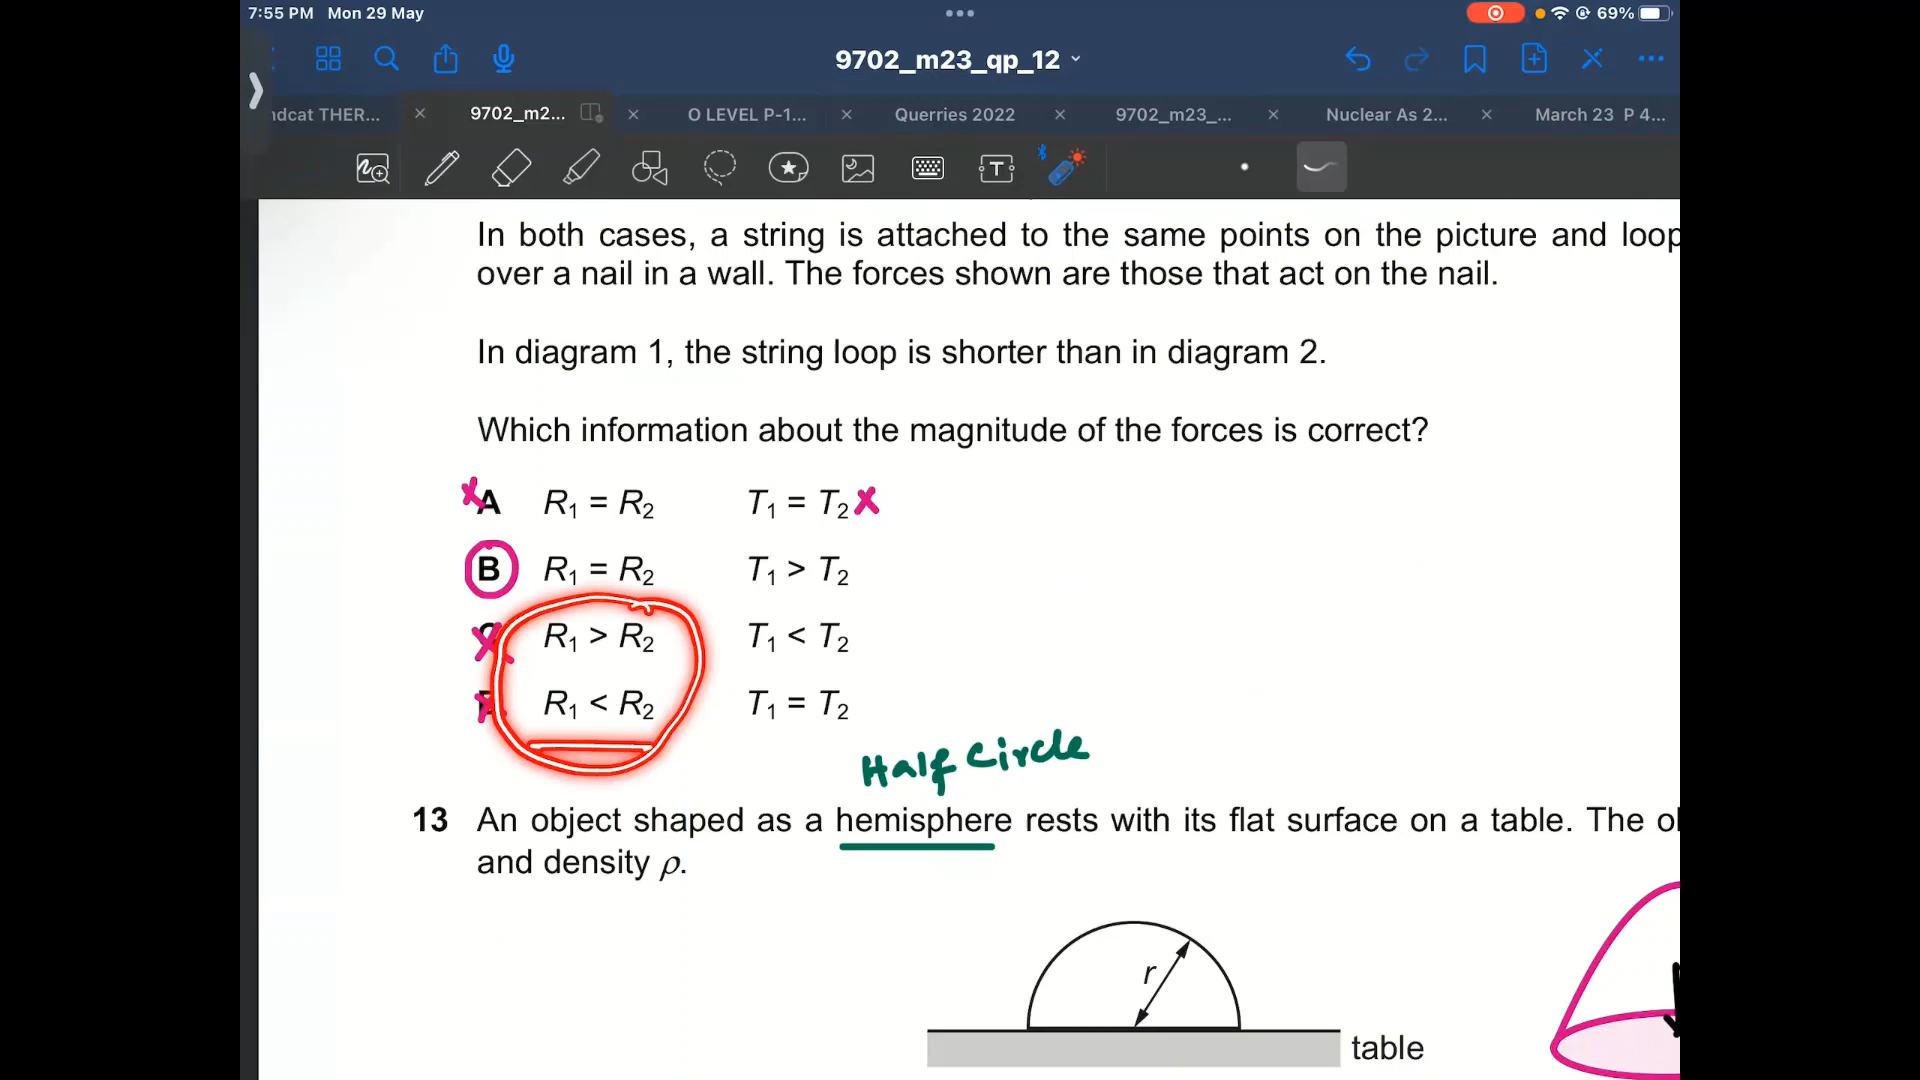 7:55 PM Mon 29 May
69%
9702_m23_qp_12
ndcat THER...
9702_m2...
O LEVEL P-1...
Querries 2022
9702_m23_...
Nuclear As 2...
March 23 P 4...
In both cases, a string is attached to the same points on the picture and loop
over a nail in a wall. The forces shown are those that act on the nail.
In diagram 1, the string loop is shorter than in diagram 2.
Which information about the magnitude of the forces is correct?
A R1 = R2 T1 = T2
B R1 = R2 T1 > T2
R1 > R2 T1 < T2
R1 < R2 T1 = T2
Half Circle
13 An object shaped as a hemisphere rests with its flat surface on a table. The
and density ρ.
r
table